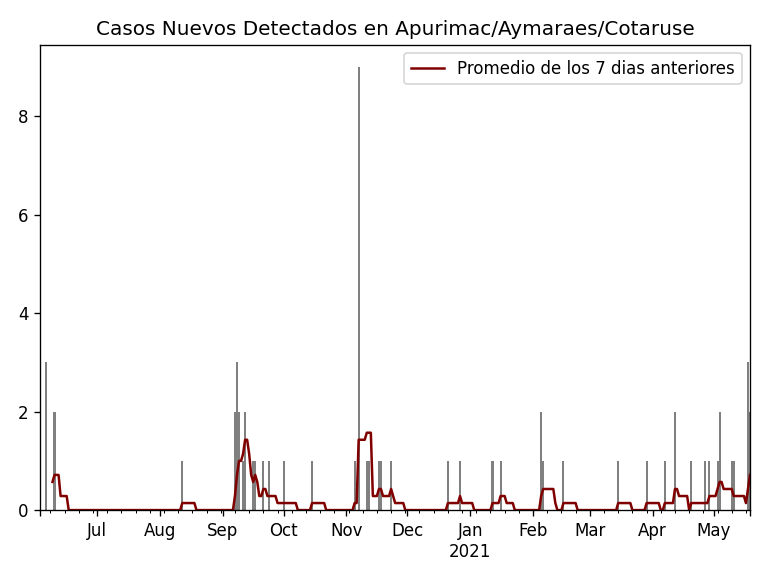 Casos Nuevos Detectados en Apurimac/Aymaraes/Cotaruse
Promedio de los 7 dias anteriores
8
6
4
2
0
Jul Aug Sep Oct Nov Dec Jan Feb Mar Apr May
2021